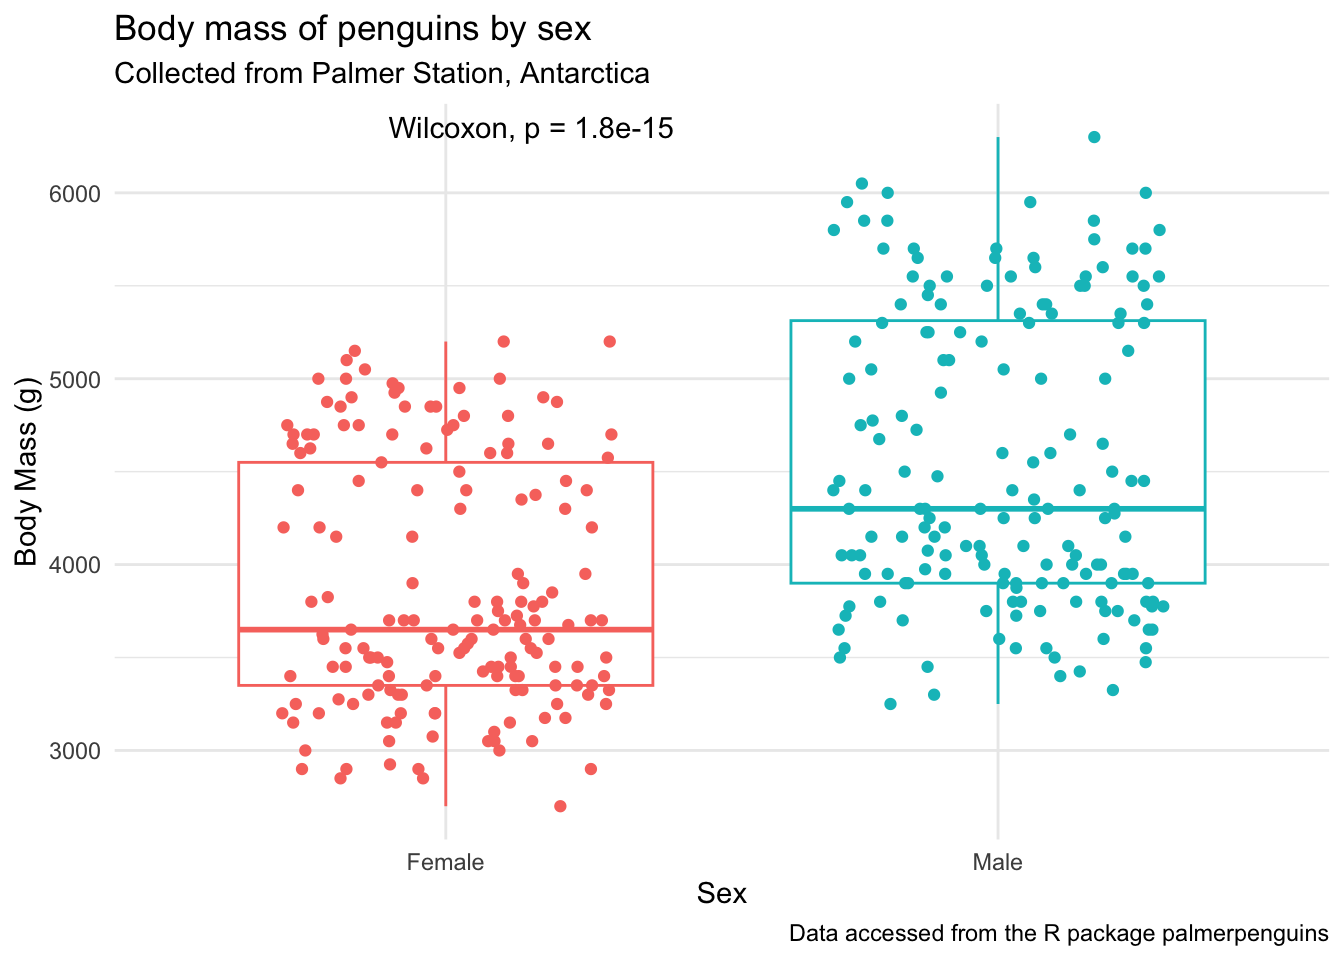 Body mass of penguins by sex
Collected from Palmer Station, Antarctica
Wilcoxon, p = 1.8e-15
6000
5000
4000
3000
Body Mass (g)
Female Male
Sex
Data accessed from the R package palmerpenguins